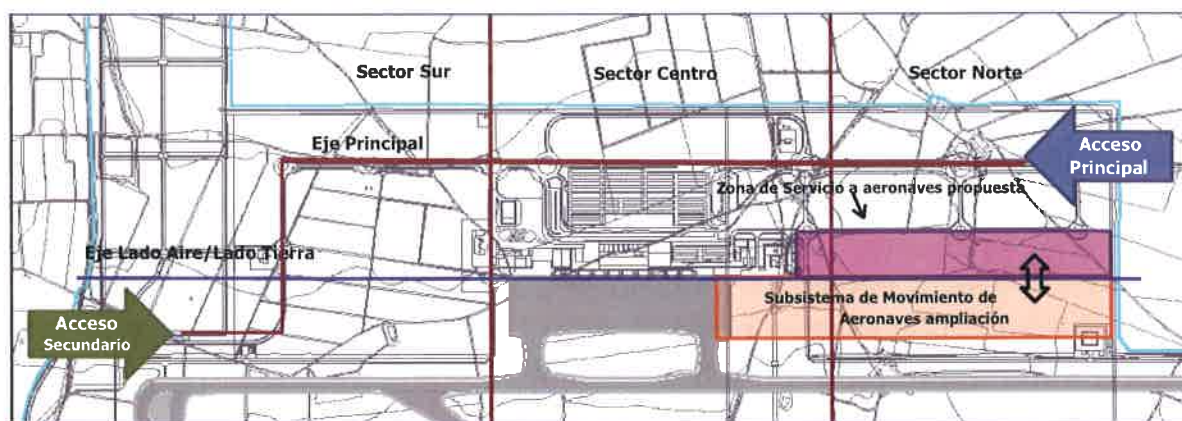 Sector Sur
Sector Centro
Sector Norte
Eje Principal
Acceso
Principal
Zona de Servicio a aeronaves propuesta
Eje Lado Aire/Lado Tierra
Subsistema de Movimiento de
Aeronaves ampliación
Acceso
Secundario